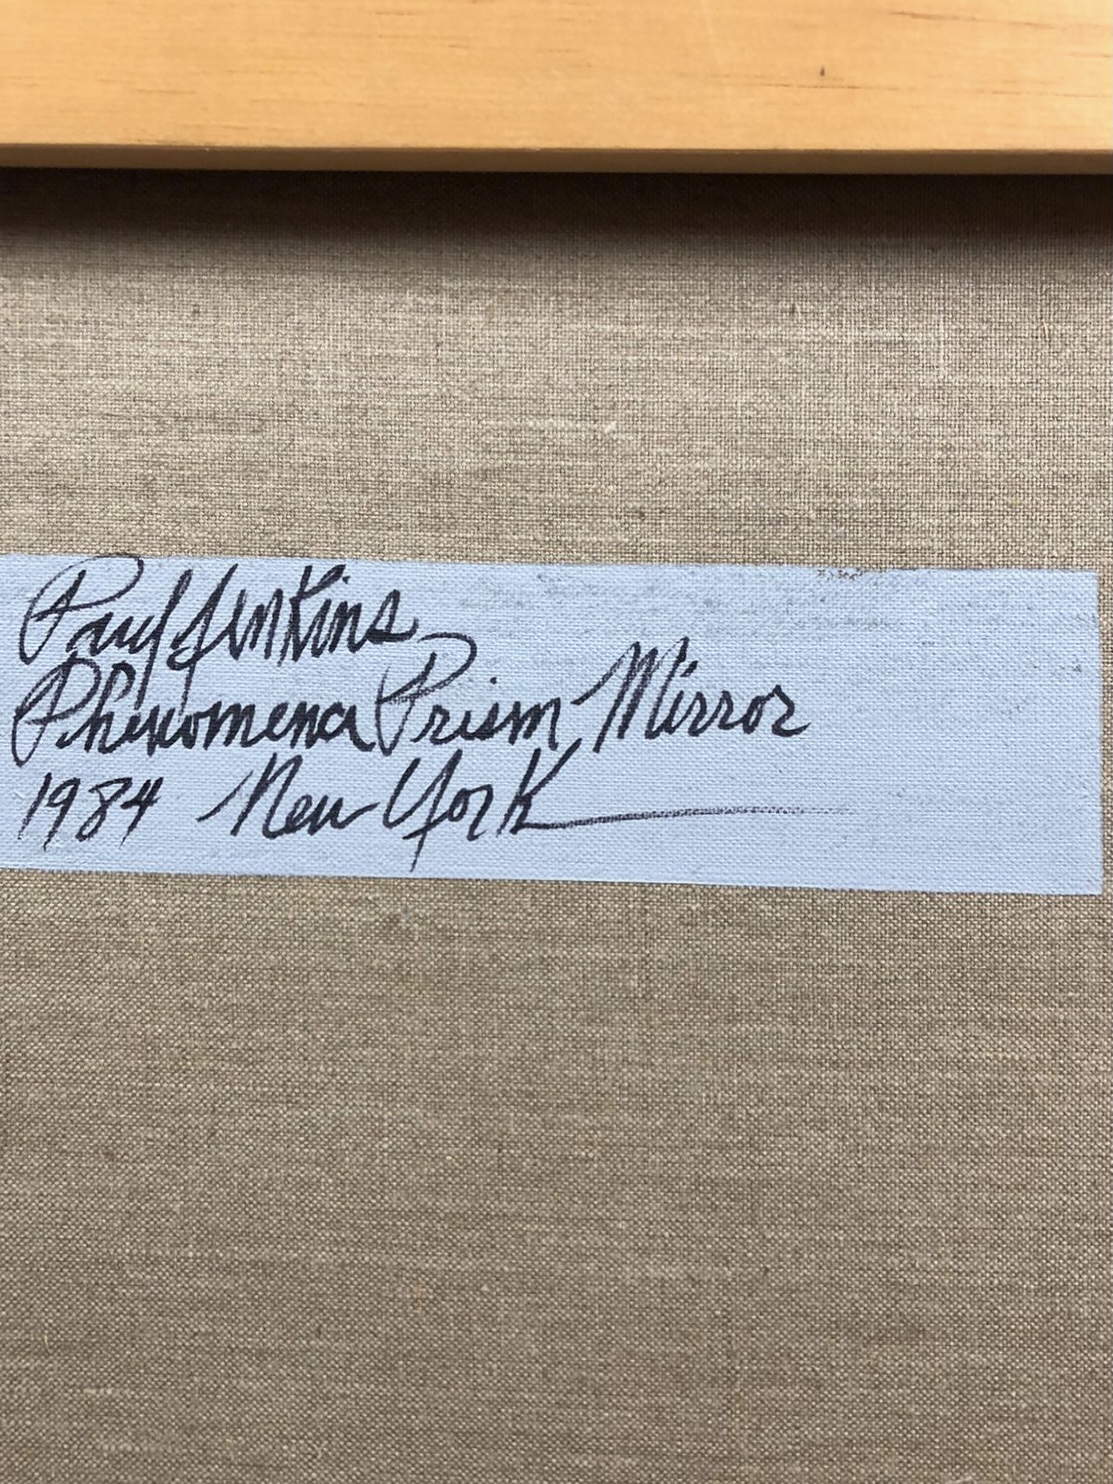 Paul Jenkins
Phenomena Prism Mirror
1984 New York